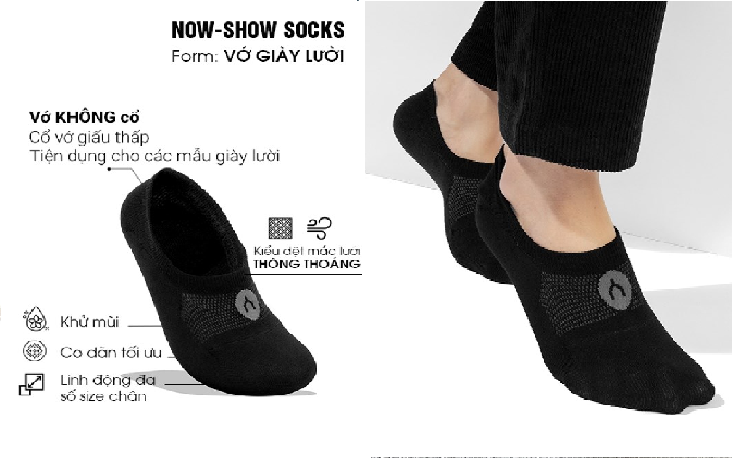 NOW-SHOW SOCKS
Form: VỚ GIÀY LƯỜI
Vớ KHÔNG cổ
Cổ vớ giấu thấp
Tiện dụng cho các mẫu giày lười
Kiểu dệt mắc lưới
THÔNG THOÁNG
Khử mùi
Co dãn tối ưu
Linh động đa
số size chân